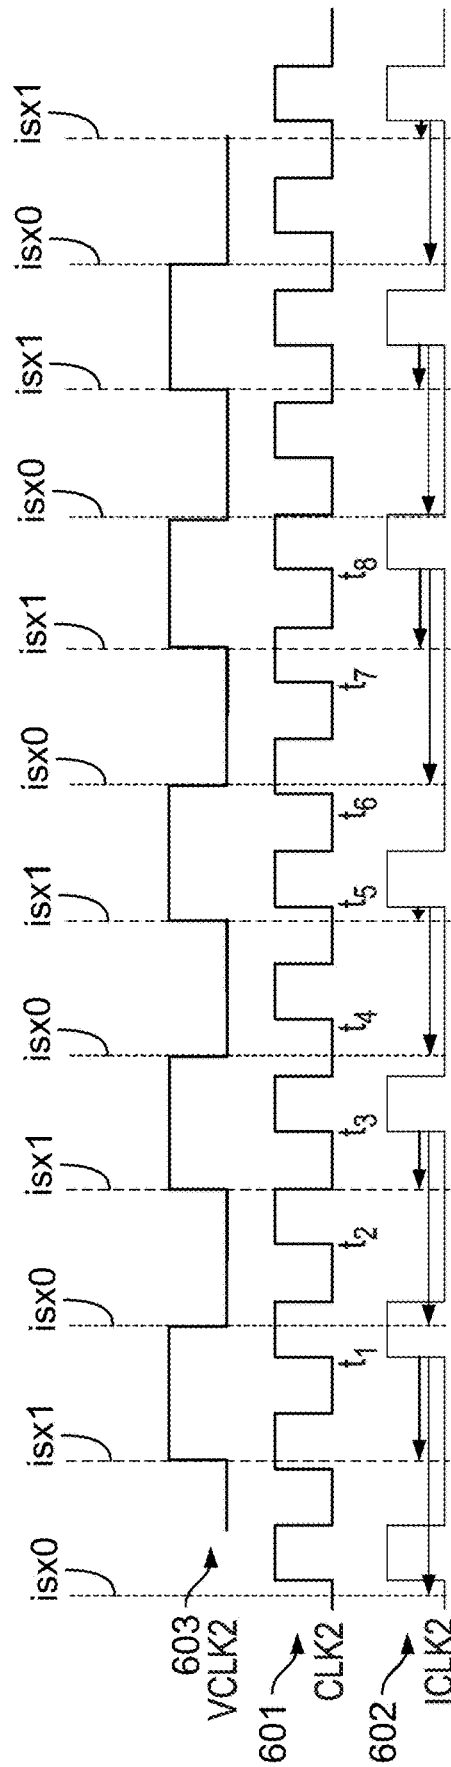 isx0
isx1
isx0
isx1
isx0
isx1
isx0
isx1
isx0
isx1
isx0
isx1
603
VCLK2
601
CLK2
t1
t2
t3
t4
t5
t6
t7
t8
602
ICLK2